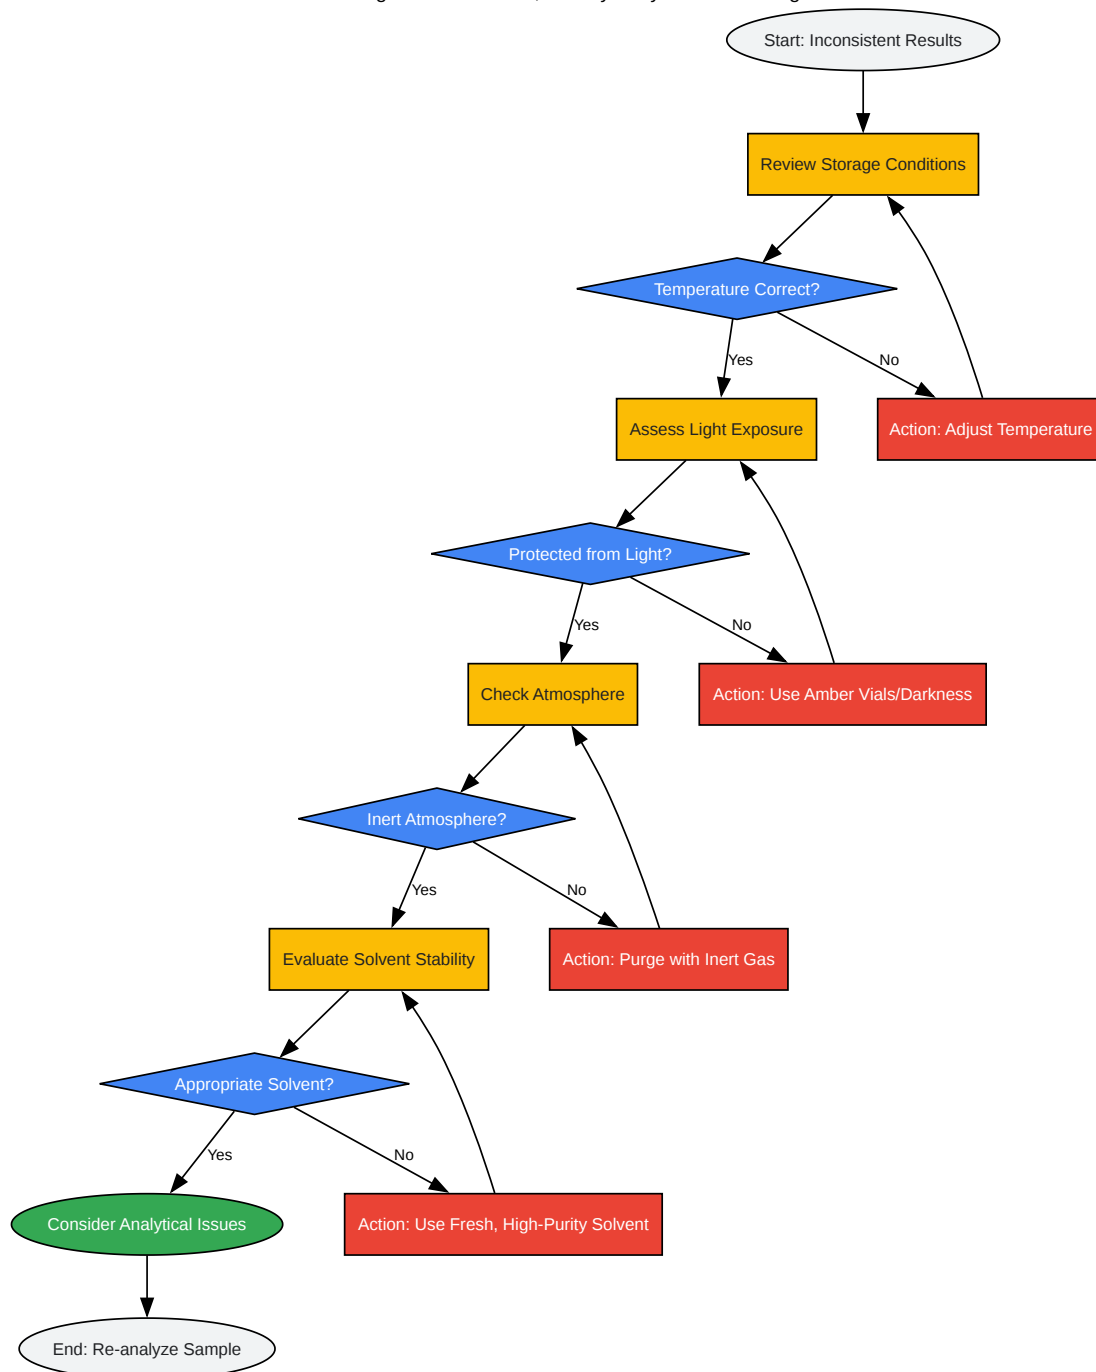 Start: Inconsistent Results
Review Storage Conditions
Temperature Correct?
Yes
No
Assess Light Exposure
Action: Adjust Temperature
Protected from Light?
Yes
No
Check Atmosphere
Action: Use Amber Vials/Darkness
Inert Atmosphere?
Yes
No
Evaluate Solvent Stability
Action: Purge with Inert Gas
Appropriate Solvent?
Yes
No
Consider Analytical Issues
Action: Use Fresh, High-Purity Solvent
End: Re-analyze Sample